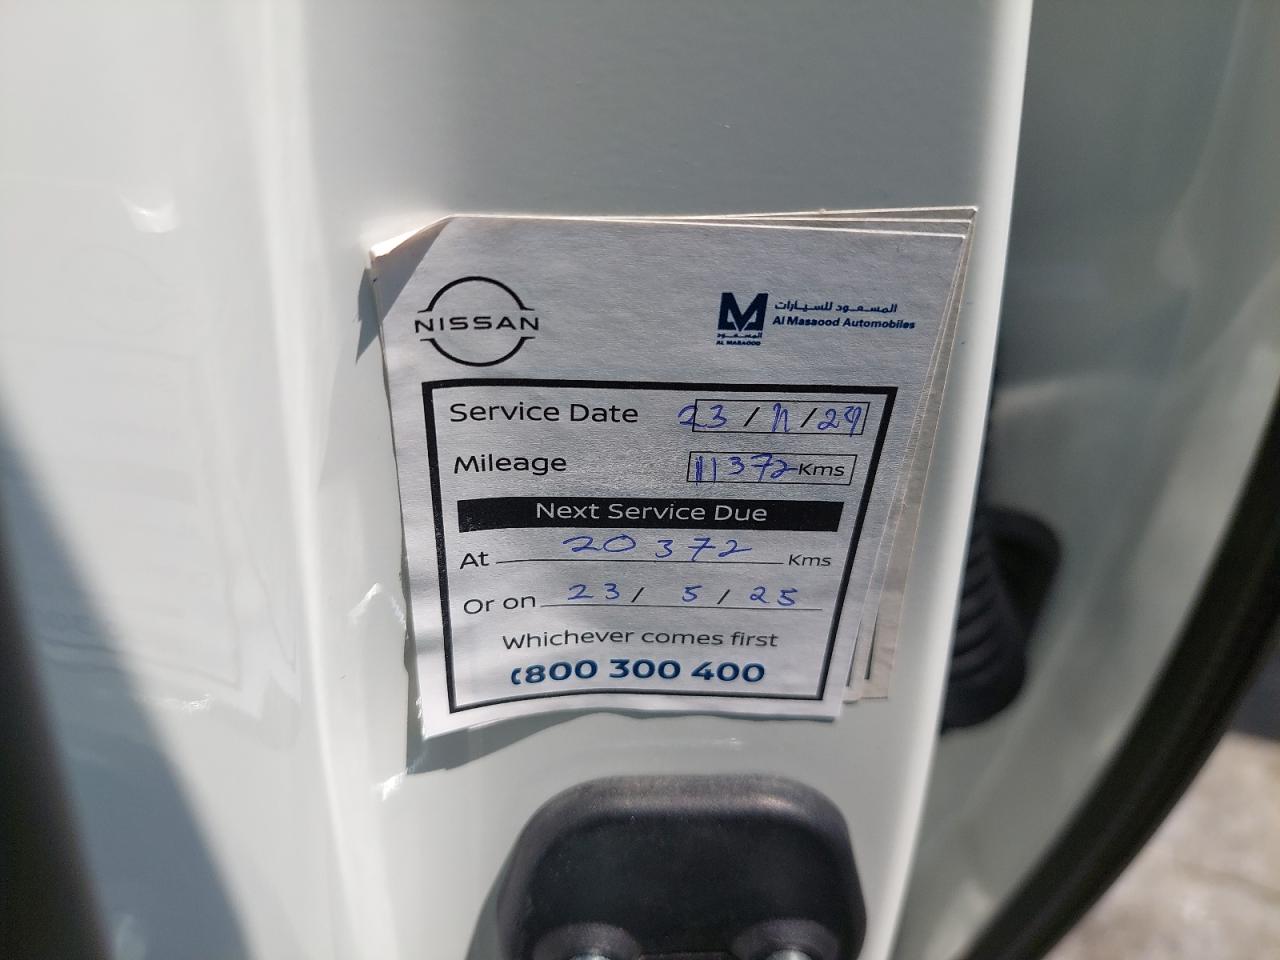 NISSAN
المسعود للسيارات
Al Masaood Automobiles
المسعود
AL MASAOOD
Service Date 23/11/24
Mileage 11372 Kms
Next Service Due
At 20372 Kms
Or on 23/5/25
Whichever comes first
800 300 400